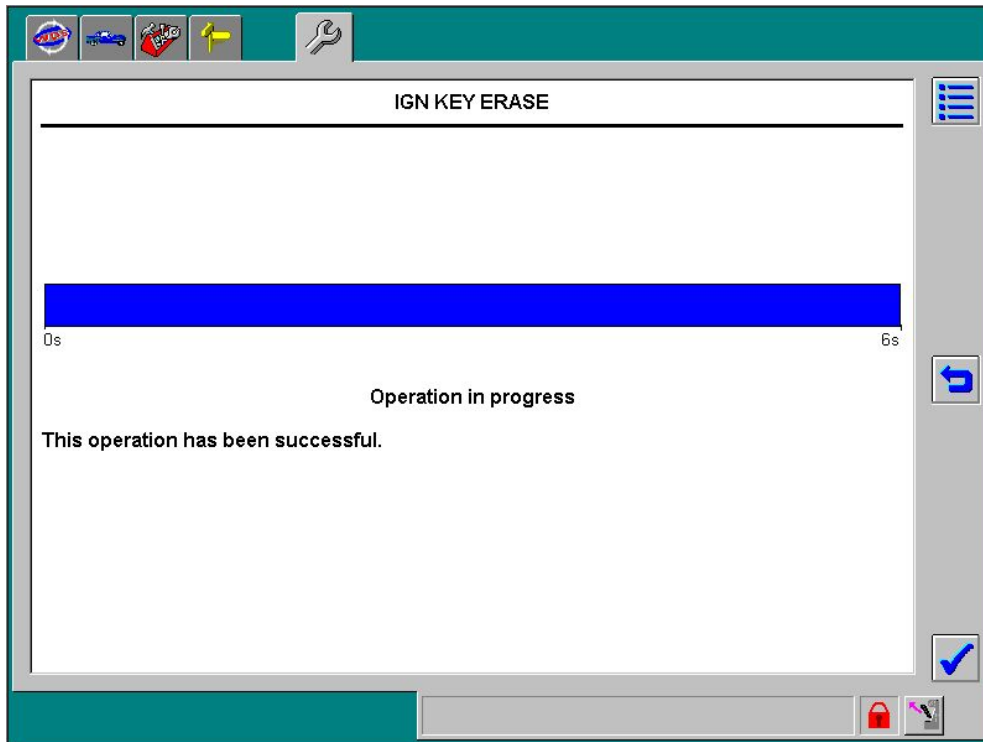 IGN KEY ERASE
0s 6s
Operation in progress
This operation has been successful.